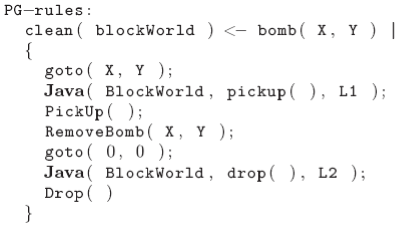 PG−rules:
clean( blockWorld ) <− bomb( X, Y ) |
{
goto( X, Y );
Java( BlockWorld, pickup( ), L1 );
PickUp( );
RemoveBomb( X, Y );
goto( 0, 0 );
Java( BlockWorld, drop( ), L2 );
Drop( )
}